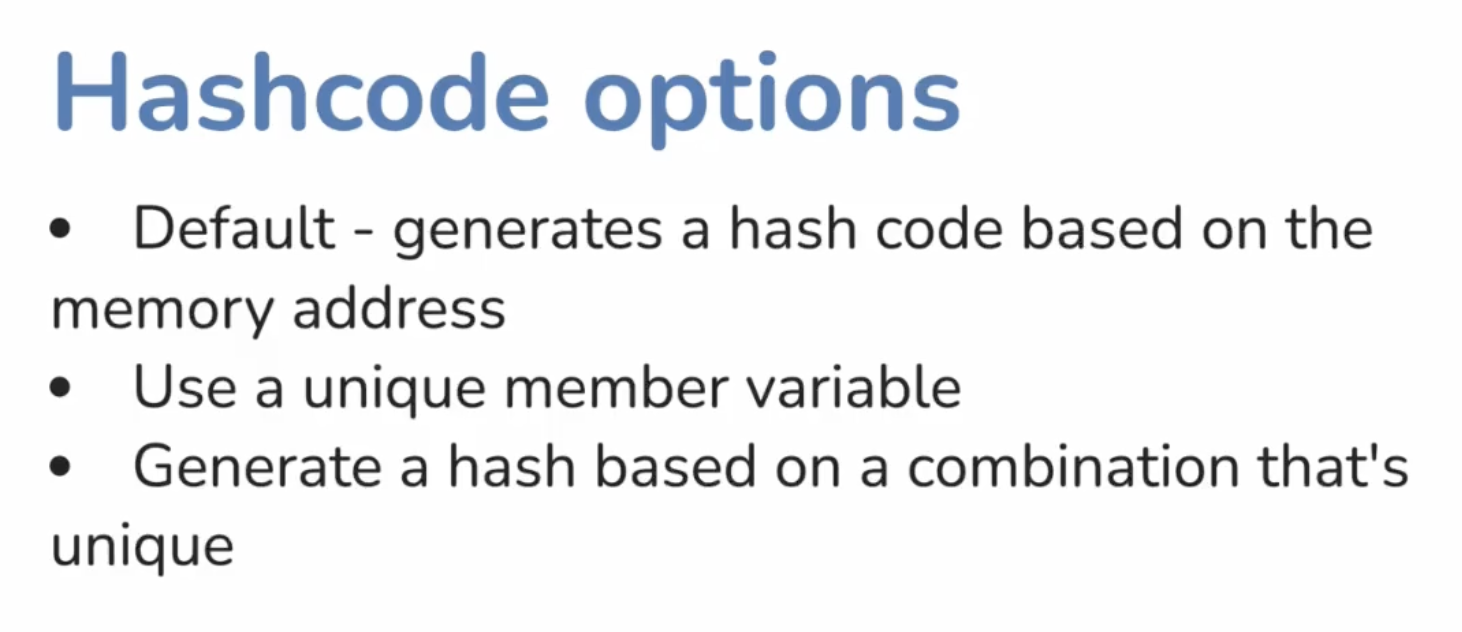 Hashcode options
• Default - generates a hash code based on the
memory address
• Use a unique member variable
• Generate a hash based on a combination that's
unique